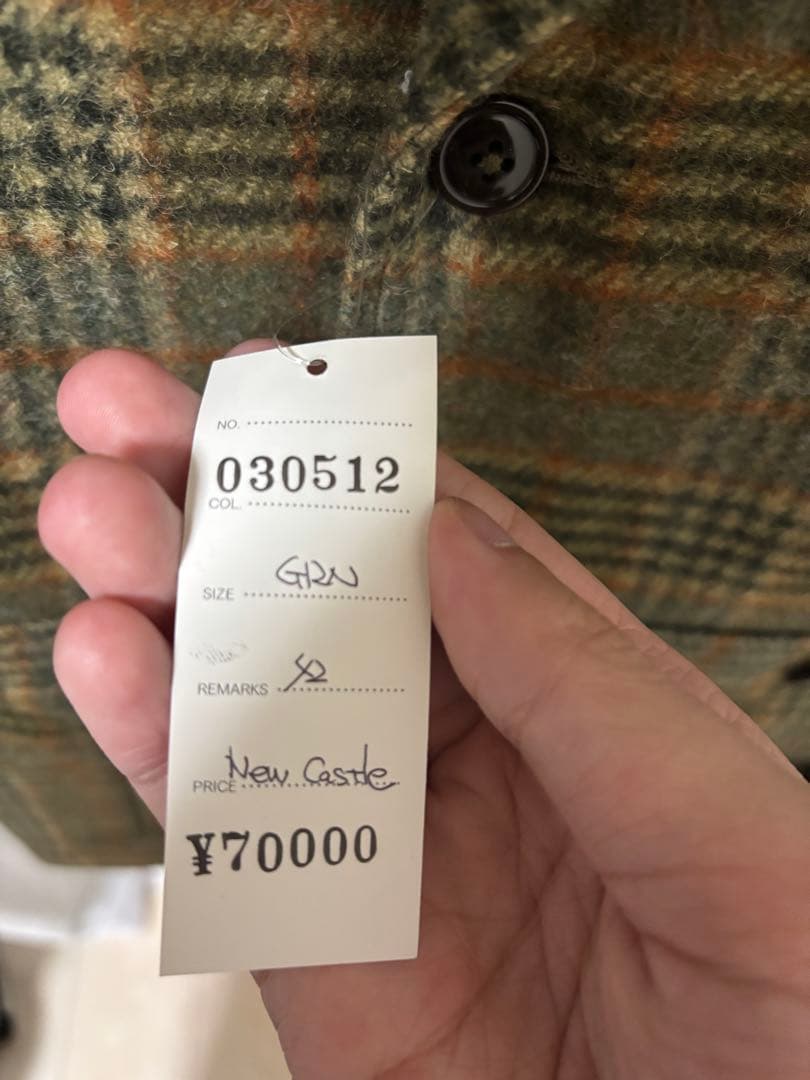 NO.
030512
COL.
GRN
SIZE
42
REMARKS
New Castle
PRICE
¥70000